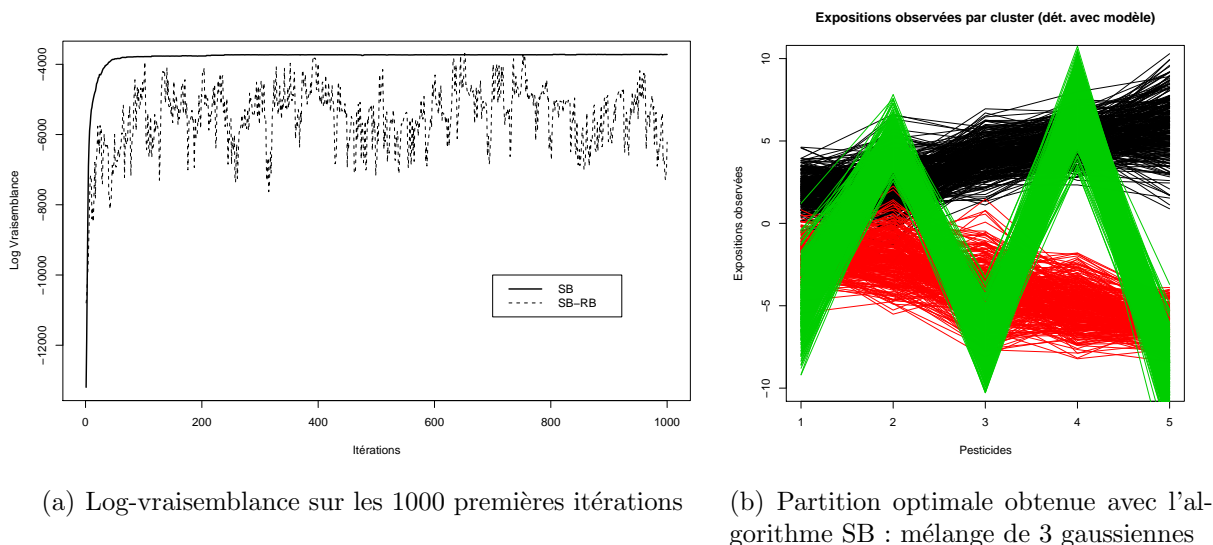 Expositions observées par cluster (dét. avec modèle)
Log Vraisemblance
−4000
−6000
−8000
−10000
−12000
SB
SB−RB
0
200
400
600
800
1000
Itérations
Expositions observées
10
5
0
−5
−10
1
2
3
4
5
Pesticides
(a) Log-vraisemblance sur les 1000 premières itérations
(b) Partition optimale obtenue avec l'al-
gorithme SB : mélange de 3 gaussiennes